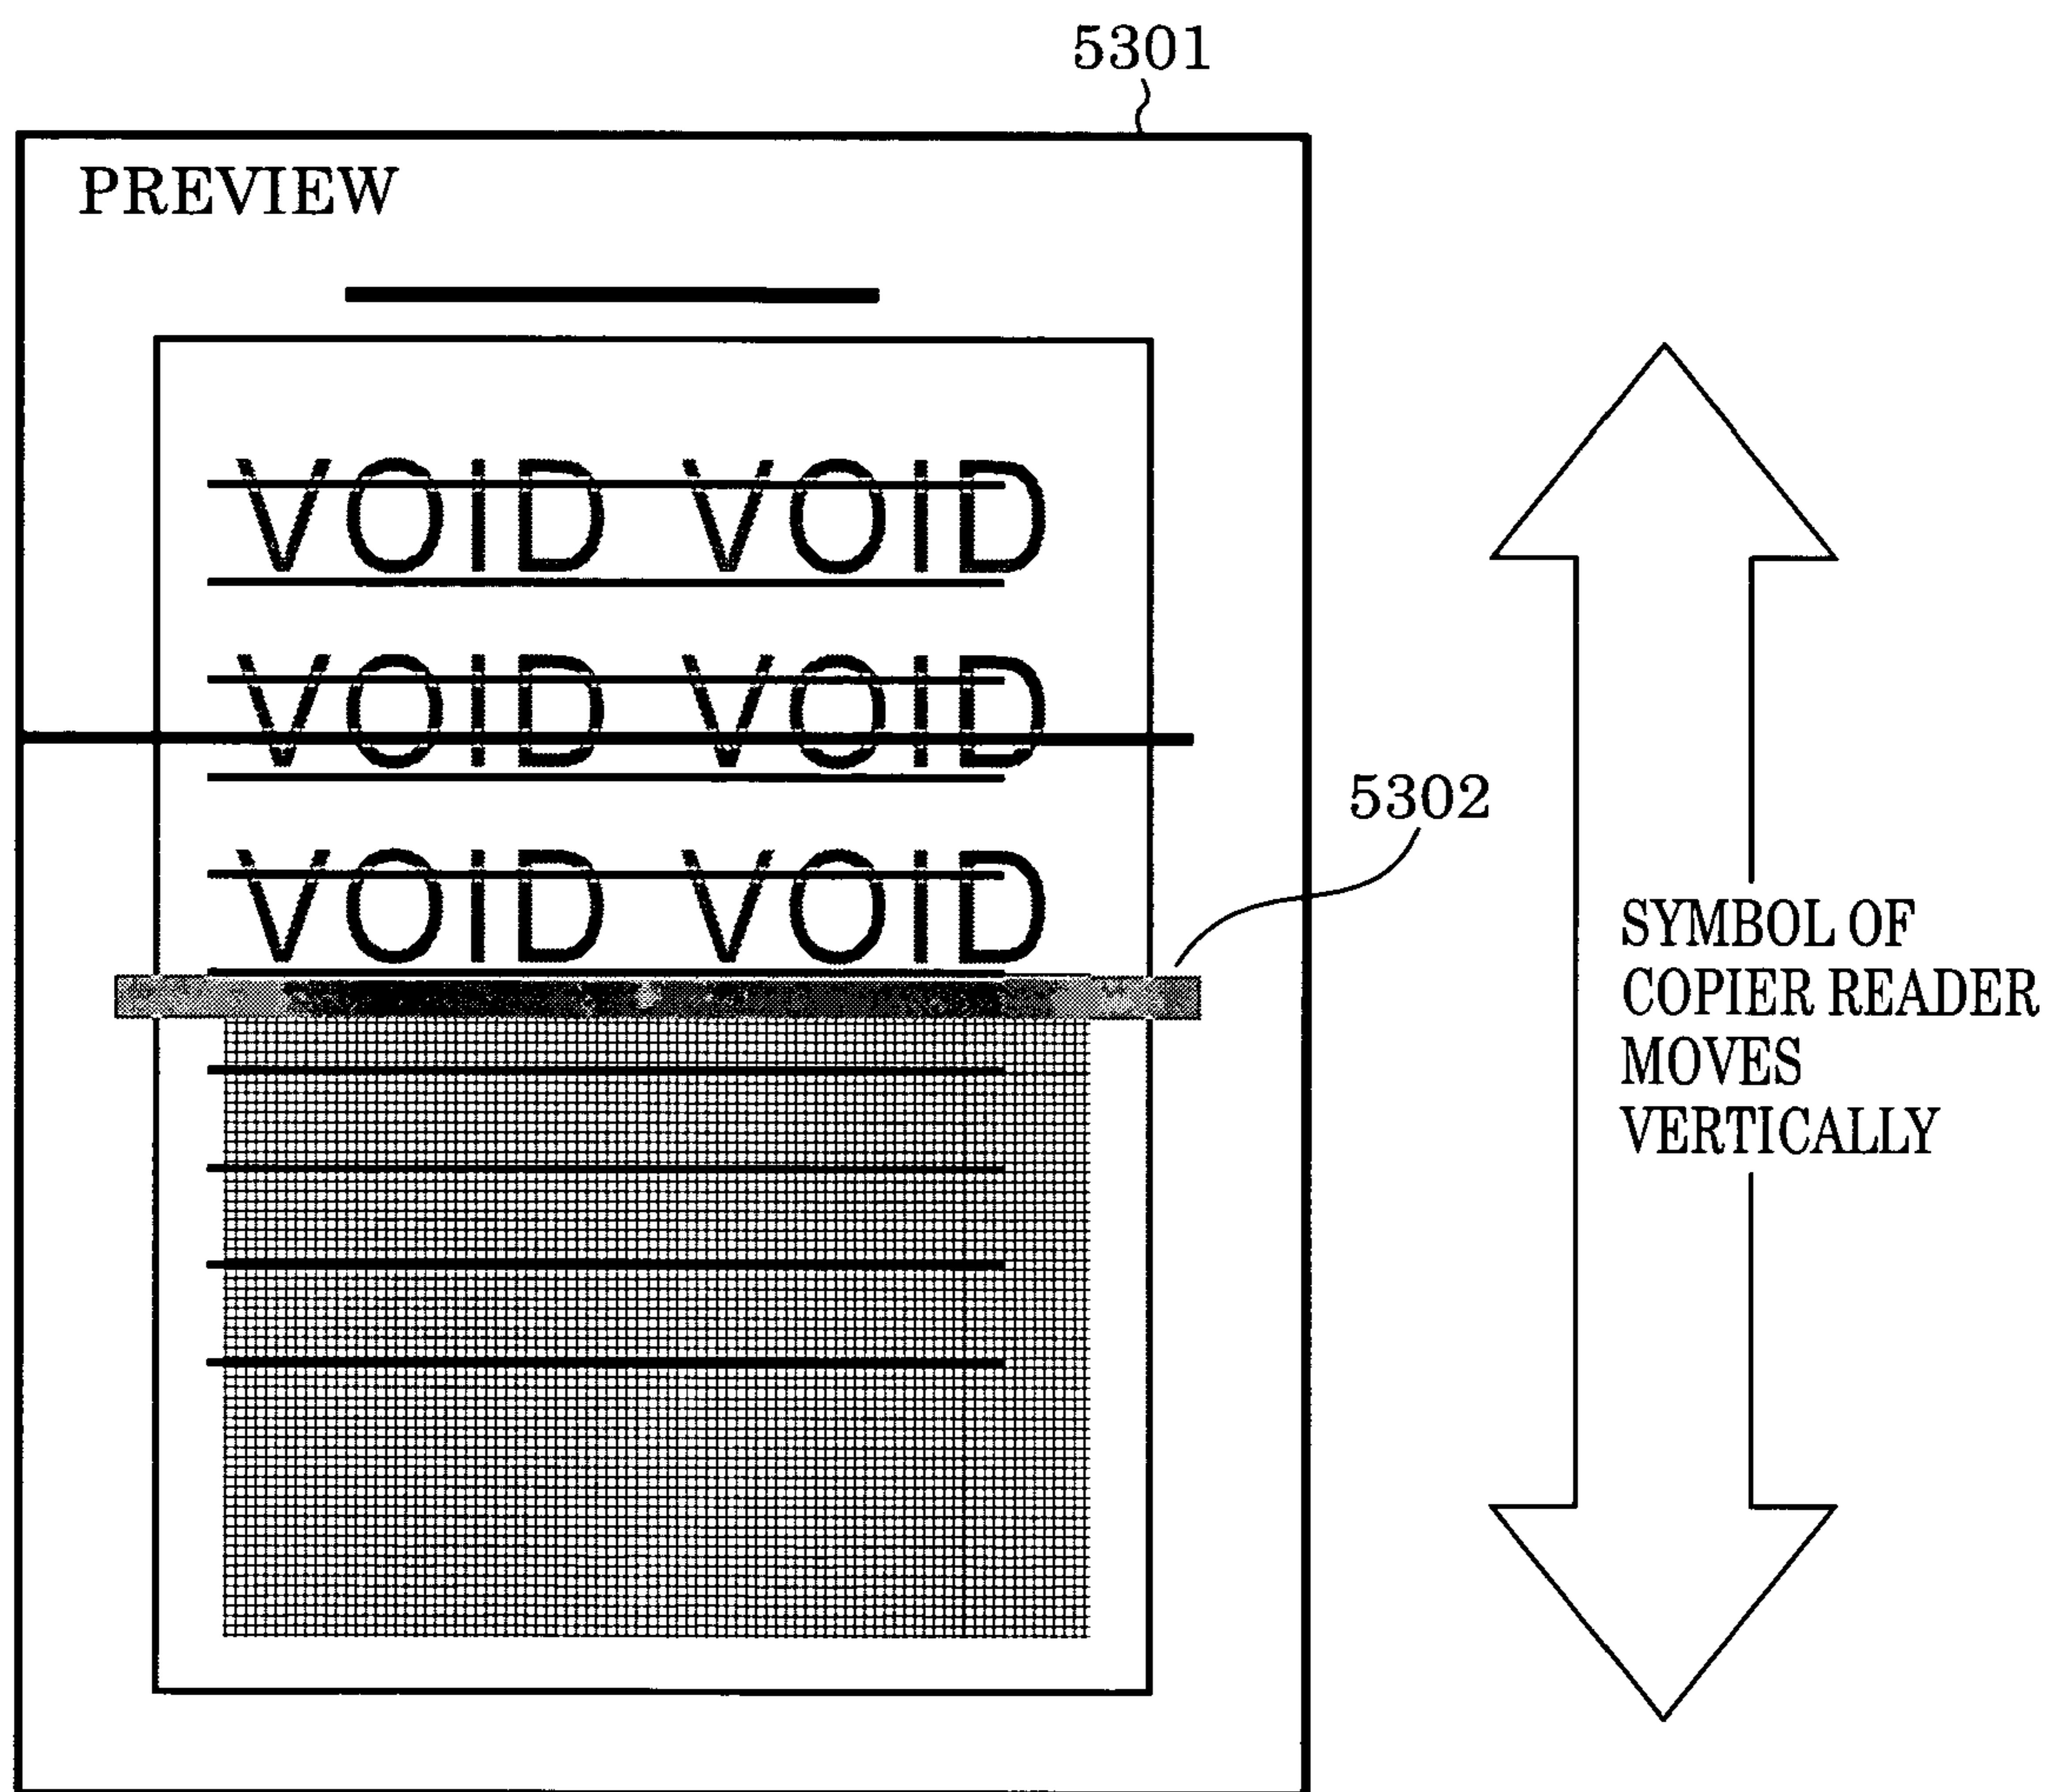 5301
PREVIEW
VOID VOID
VOID VOID
5302
VOID VOID
SYMBOL OF
COPIER READER
MOVES
VERTICALLY